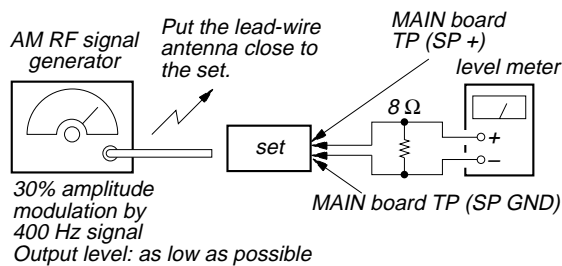 AM RF signal
generator
Put the lead-wire
antenna close to
the set.
MAIN board
TP (SP +)
level meter
8 Ω
+
–
set
MAIN board TP (SP GND)
30% amplitude
modulation by
400 Hz signal
Output level: as low as possible